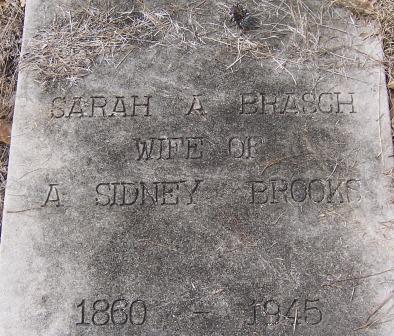 SARAH A BRASCH
WIFE OF
A SIDNEY BROOKS
1860 - 1945